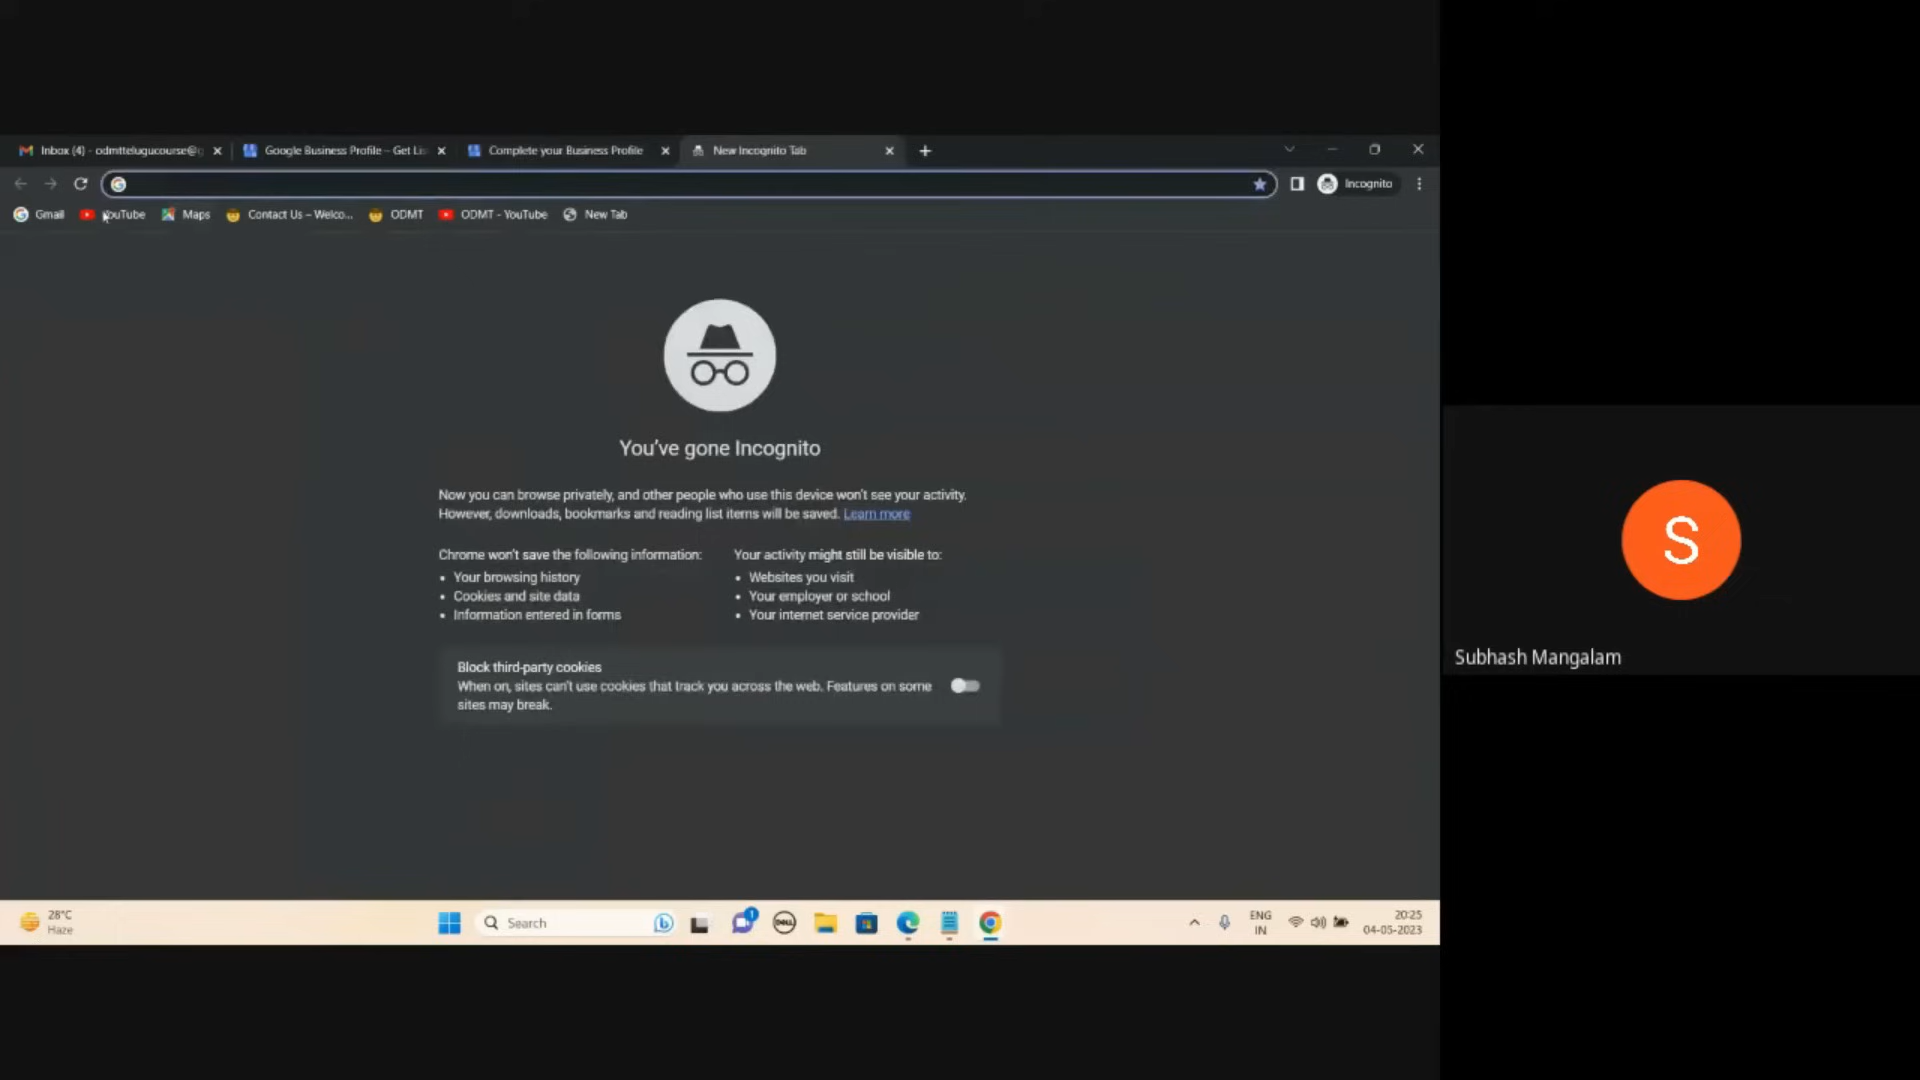 Inbox (4) - odmttelugucourse@g
Google Business Profile – Get Lis
Complete your Business Profile
New Incognito Tab
Incognito
Gmail
YouTube
Maps
Contact Us – Welco...
ODMT
ODMT - YouTube
New Tab
You've gone Incognito
Now you can browse privately, and other people who use this device won't see your activity.
However, downloads, bookmarks and reading list items will be saved. Learn more
Chrome won't save the following information:
• Your browsing history
• Cookies and site data
• Information entered in forms
Your activity might still be visible to:
• Websites you visit
• Your employer or school
• Your internet service provider
Block third-party cookies
When on, sites can't use cookies that track you across the web. Features on some
sites may break.
S
Subhash Mangalam
28°C
Haze
Search
b
1
DELL
ENG
IN
20:25
04-05-2023